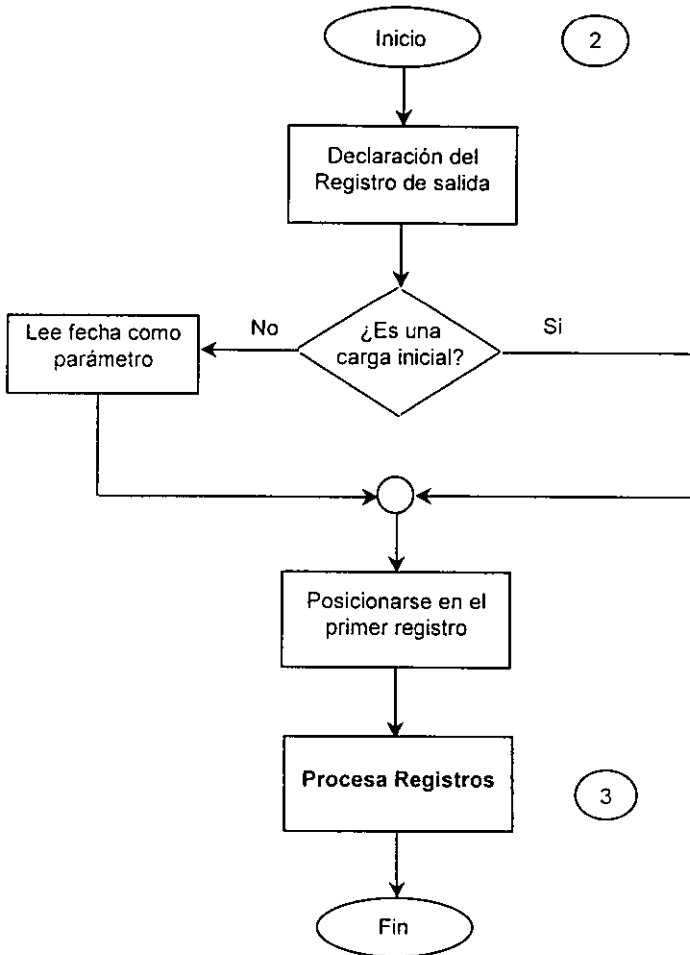 Inicio
2
Declaración del
Registro de salida
¿Es una
carga inicial?
No
Si
Lee fecha como
parámetro
Posicionarse en el
primer registro
Procesa Registros
3
Fin